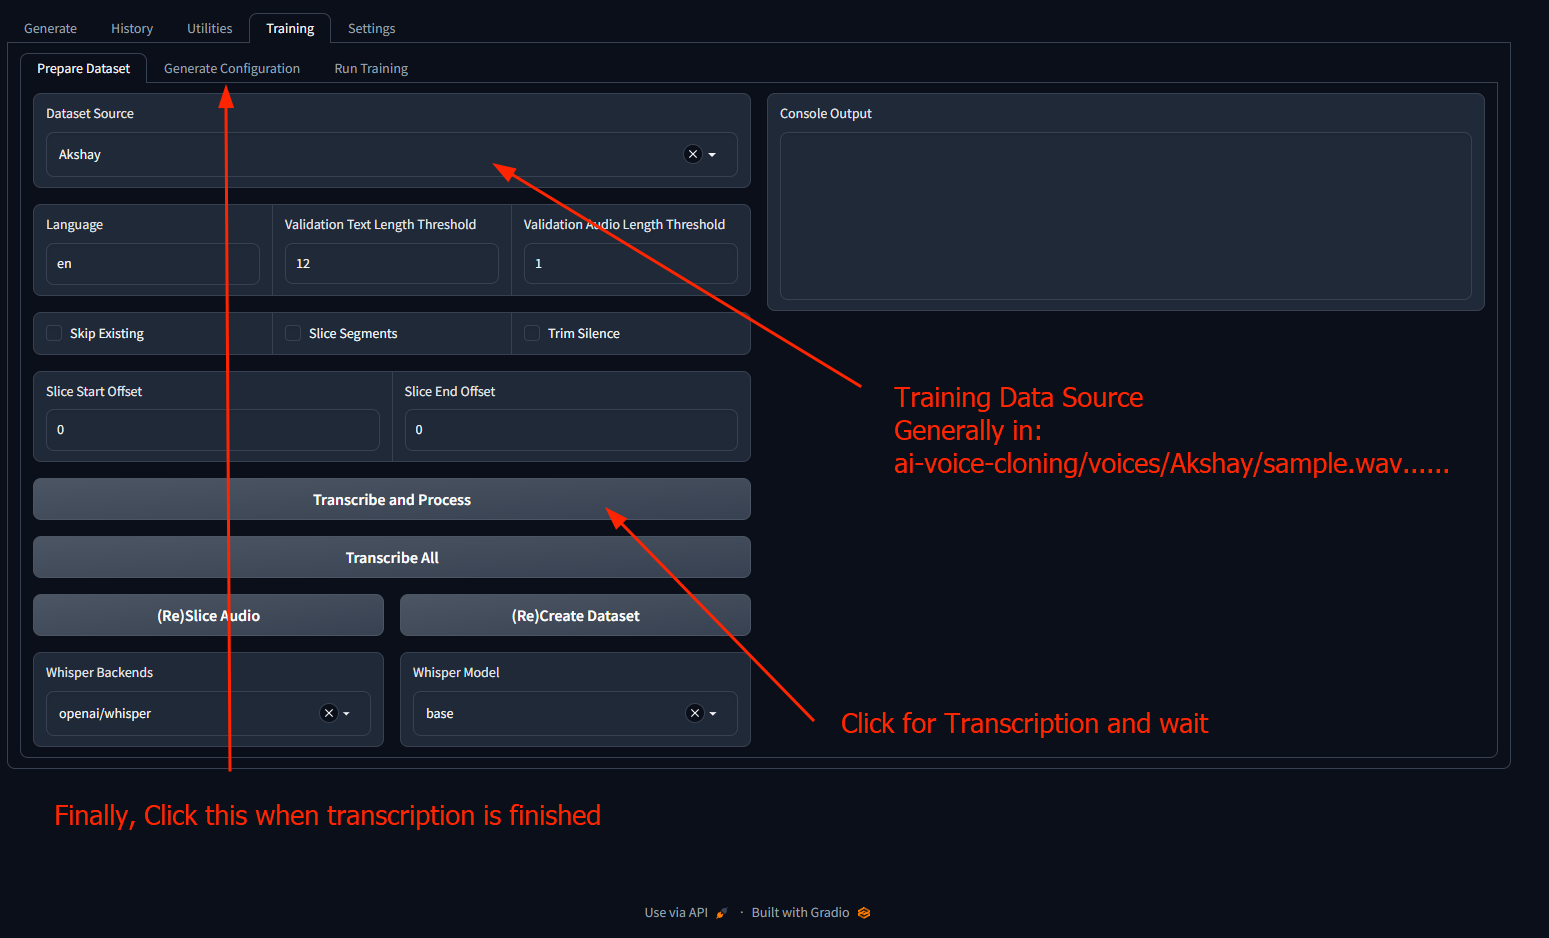 Generate History Utilities Training Settings
Prepare Dataset Generate Configuration Run Training
Dataset Source
Akshay
Console Output
Language Validation Text Length Threshold Validation Audio Length Threshold
en 12 1
Skip Existing Slice Segments Trim Silence
Slice Start Offset Slice End Offset
0 0
Training Data Source
Generally in:
ai-voice-cloning/voices/Akshay/sample.wav......
Transcribe and Process
Transcribe All
(Re)Slice Audio (Re)Create Dataset
Whisper Backends Whisper Model
openai/whisper base
Click for Transcription and wait
Finally, Click this when transcription is finished
Use via API · Built with Gradio